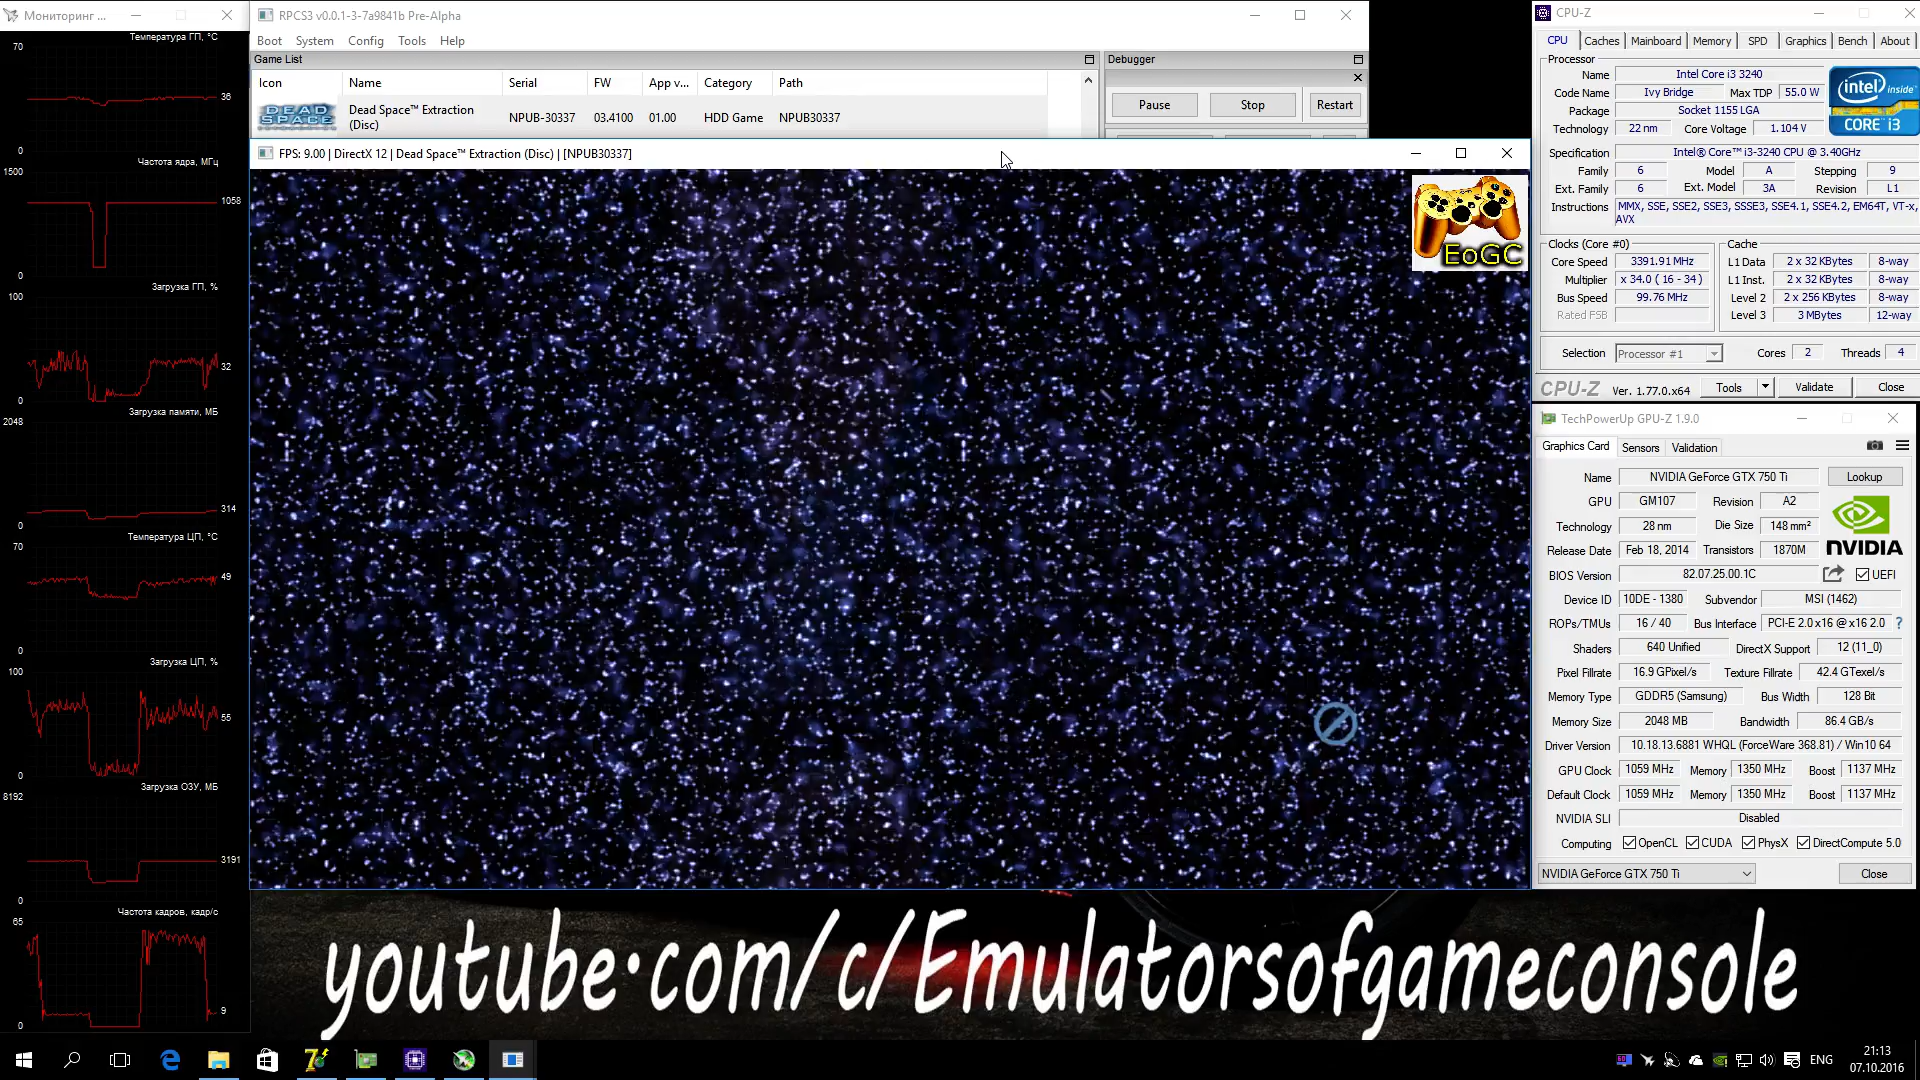 Мониторинг ...
Температура ГП, °C
70
36
0
Частота ядра, МГц
1500
1058
0
Загрузка ГП, %
100
32
0
Загрузка памяти, МБ
2048
314
0
Температура ЦП, °C
70
49
0
Загрузка ЦП, %
100
55
0
Загрузка ОЗУ, МБ
8192
3191
0
Частота кадров, кадр/с
65
9
0
RPCS3 v0.0.1-3-7a9841b Pre-Alpha
Boot System Config Tools Help
Game List
Icon Name Serial FW App v... Category Path
DEAD SPACE
Dead Space™ Extraction (Disc) NPUB-30337 03.4100 01.00 HDD Game NPUB30337
Debugger
Pause Stop Restart
FPS: 9.00 | DirectX 12 | Dead Space™ Extraction (Disc) | [NPUB30337]
EoGC
CPU-Z
CPU Caches Mainboard Memory SPD Graphics Bench About
Processor
Name Intel Core i3 3240
Code Name Ivy Bridge Max TDP 55.0 W
Package Socket 1155 LGA
Technology 22 nm Core Voltage 1.104 V
intel inside™
CORE i3
Specification Intel® Core™ i3-3240 CPU @ 3.40GHz
Family 6 Model A Stepping 9
Ext. Family 6 Ext. Model 3A Revision L1
Instructions MMX, SSE, SSE2, SSE3, SSSE3, SSE4.1, SSE4.2, EM64T, VT-x,
AVX
Clocks (Core #0) Cache
Core Speed 3391.91 MHz L1 Data 2 x 32 KBytes 8-way
Multiplier x 34.0 ( 16 - 34 ) L1 Inst. 2 x 32 KBytes 8-way
Bus Speed 99.76 MHz Level 2 2 x 256 KBytes 8-way
Rated FSB Level 3 3 MBytes 12-way
Selection Processor #1 Cores 2 Threads 4
CPU-Z Ver. 1.77.0.x64 Tools Validate Close
TechPowerUp GPU-Z 1.9.0
Graphics Card Sensors Validation
Name NVIDIA GeForce GTX 750 Ti Lookup
GPU GM107 Revision A2
Technology 28 nm Die Size 148 mm²
Release Date Feb 18, 2014 Transistors 1870M
NVIDIA
BIOS Version 82.07.25.00.1C UEFI
Device ID 10DE - 1380 Subvendor MSI (1462)
ROPs/TMUs 16 / 40 Bus Interface PCI-E 2.0 x16 @ x16 2.0 ?
Shaders 640 Unified DirectX Support 12 (11_0)
Pixel Fillrate 16.9 GPixel/s Texture Fillrate 42.4 GTexel/s
Memory Type GDDR5 (Samsung) Bus Width 128 Bit
Memory Size 2048 MB Bandwidth 86.4 GB/s
Driver Version 10.18.13.6881 WHQL (ForceWare 368.81) / Win10 64
GPU Clock 1059 MHz Memory 1350 MHz Boost 1137 MHz
Default Clock 1059 MHz Memory 1350 MHz Boost 1137 MHz
NVIDIA SLI Disabled
Computing OpenCL CUDA PhysX DirectCompute 5.0
NVIDIA GeForce GTX 750 Ti Close
youtube.com/c/Emulatorsofgameconsole
ENG
21:13
07.10.2016